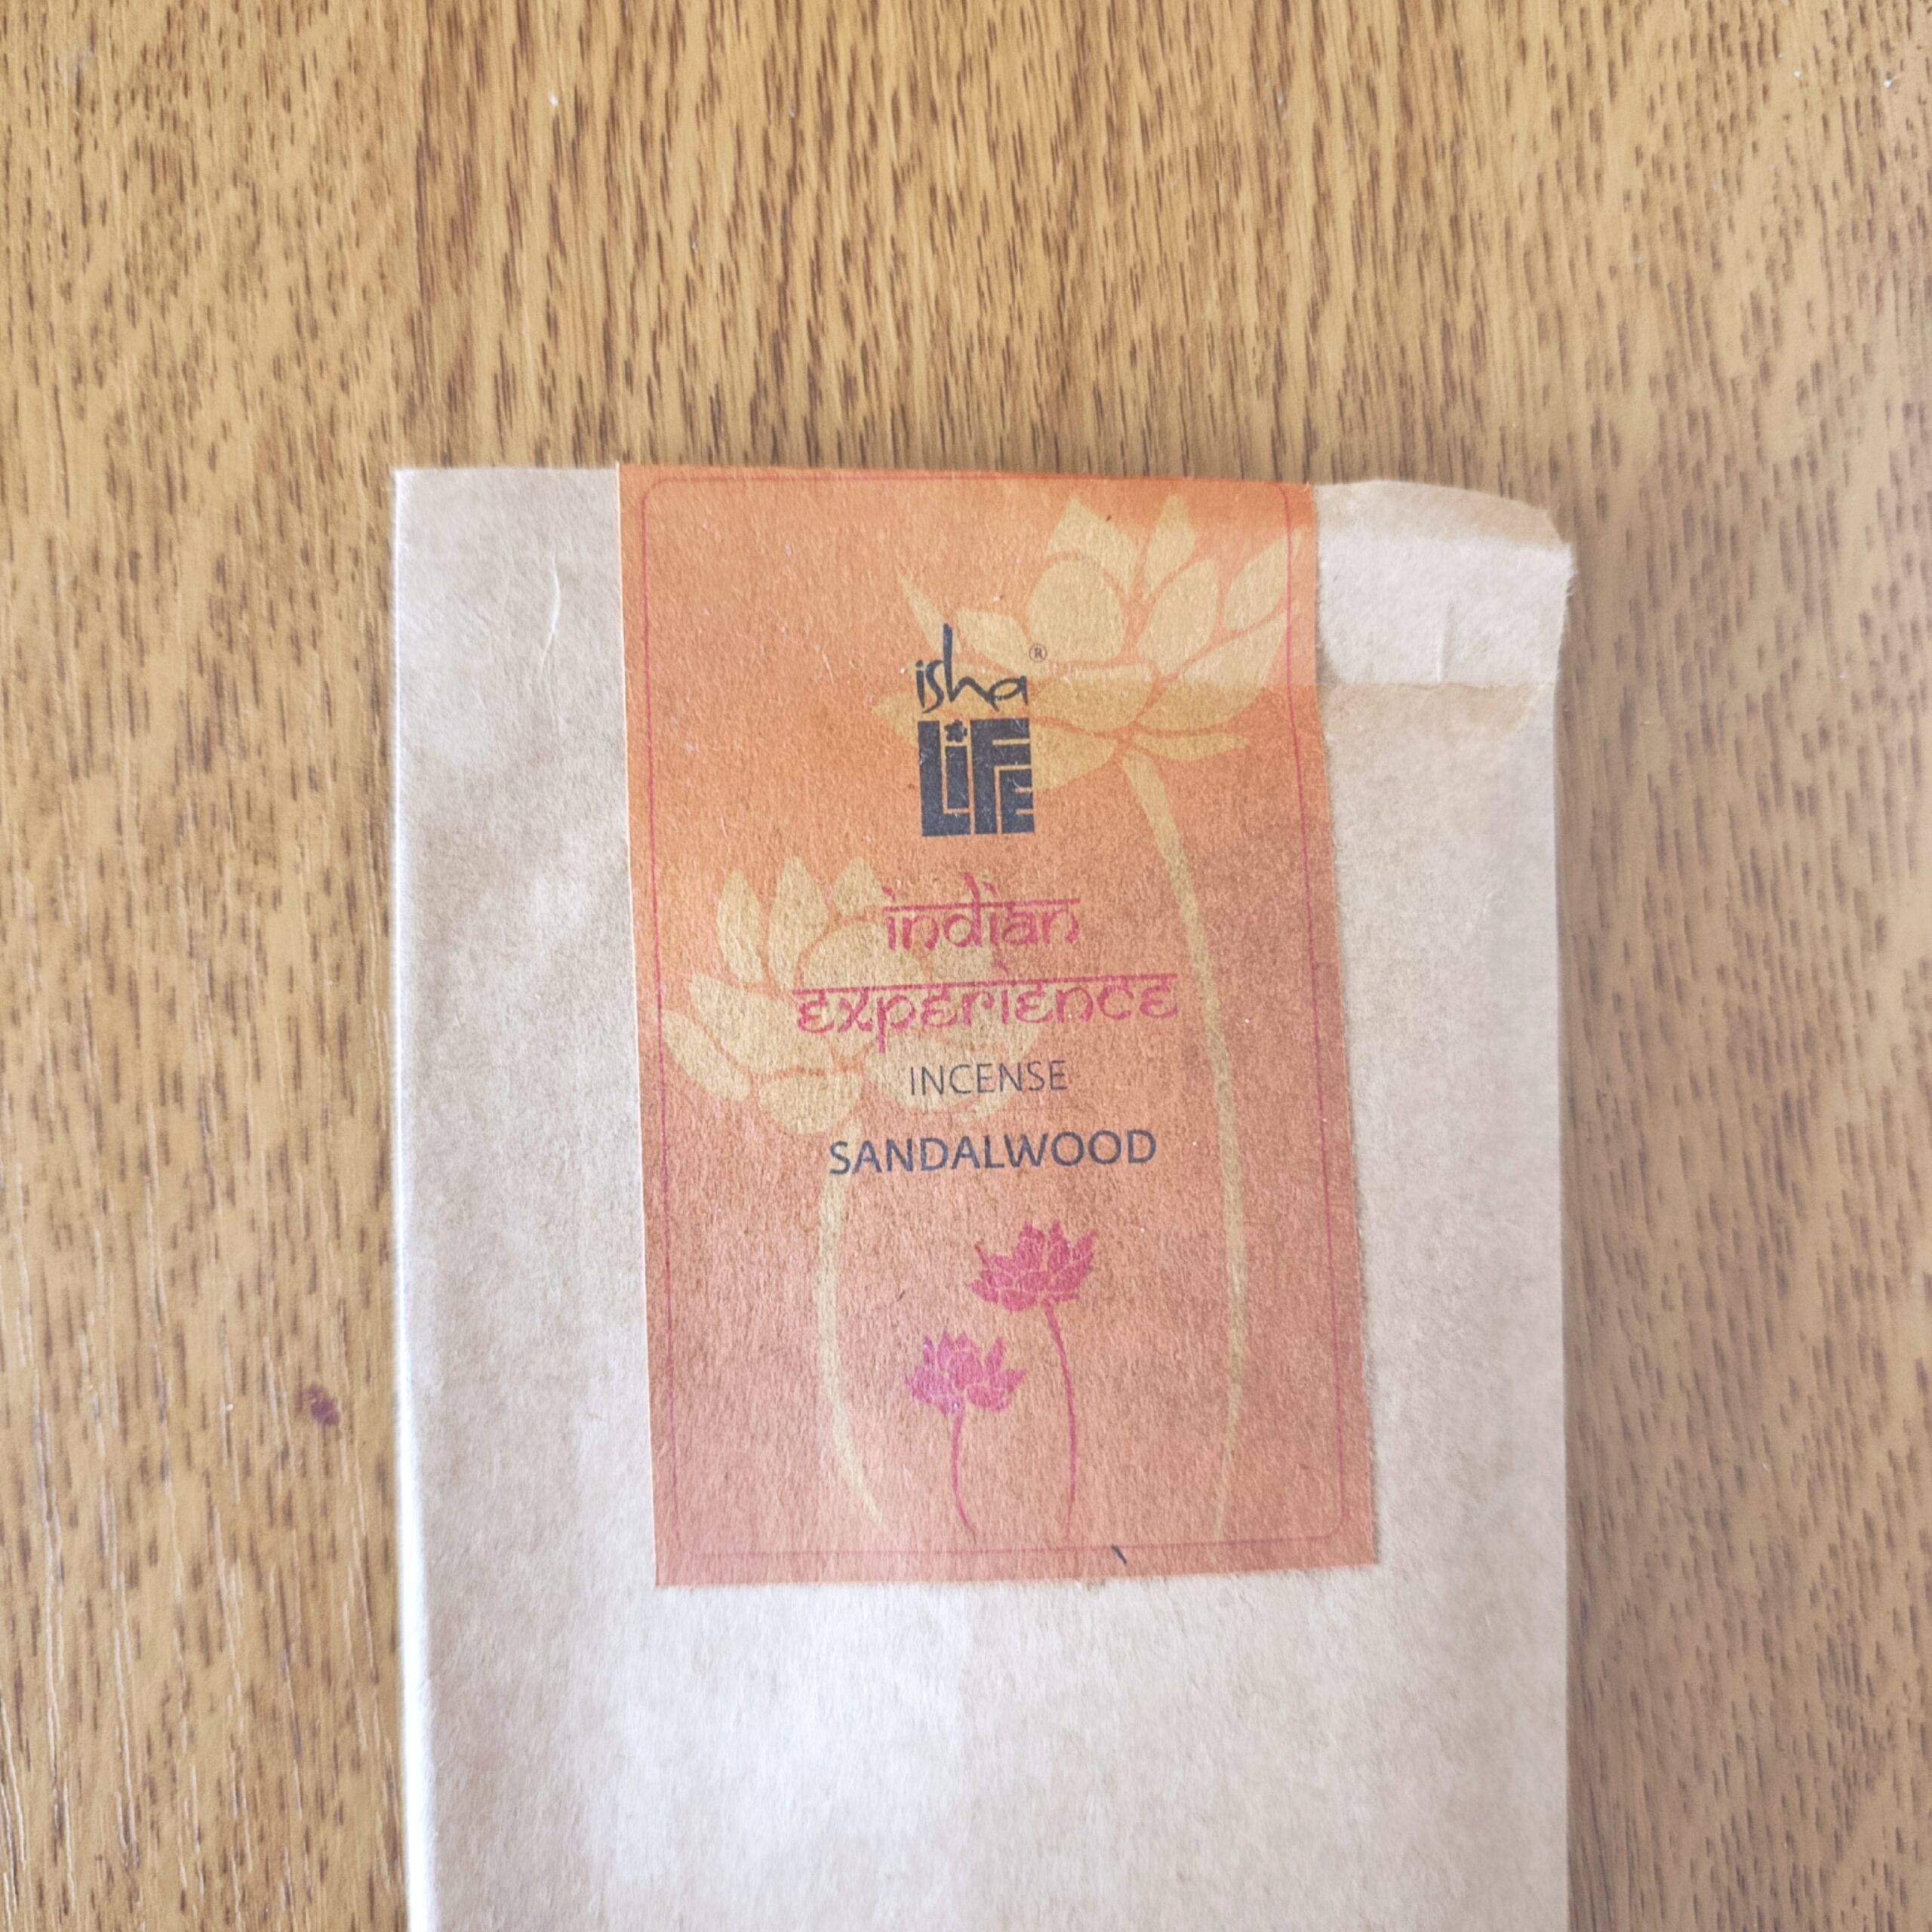 isha®
LiFE
indian
experience
INCENSE
SANDALWOOD